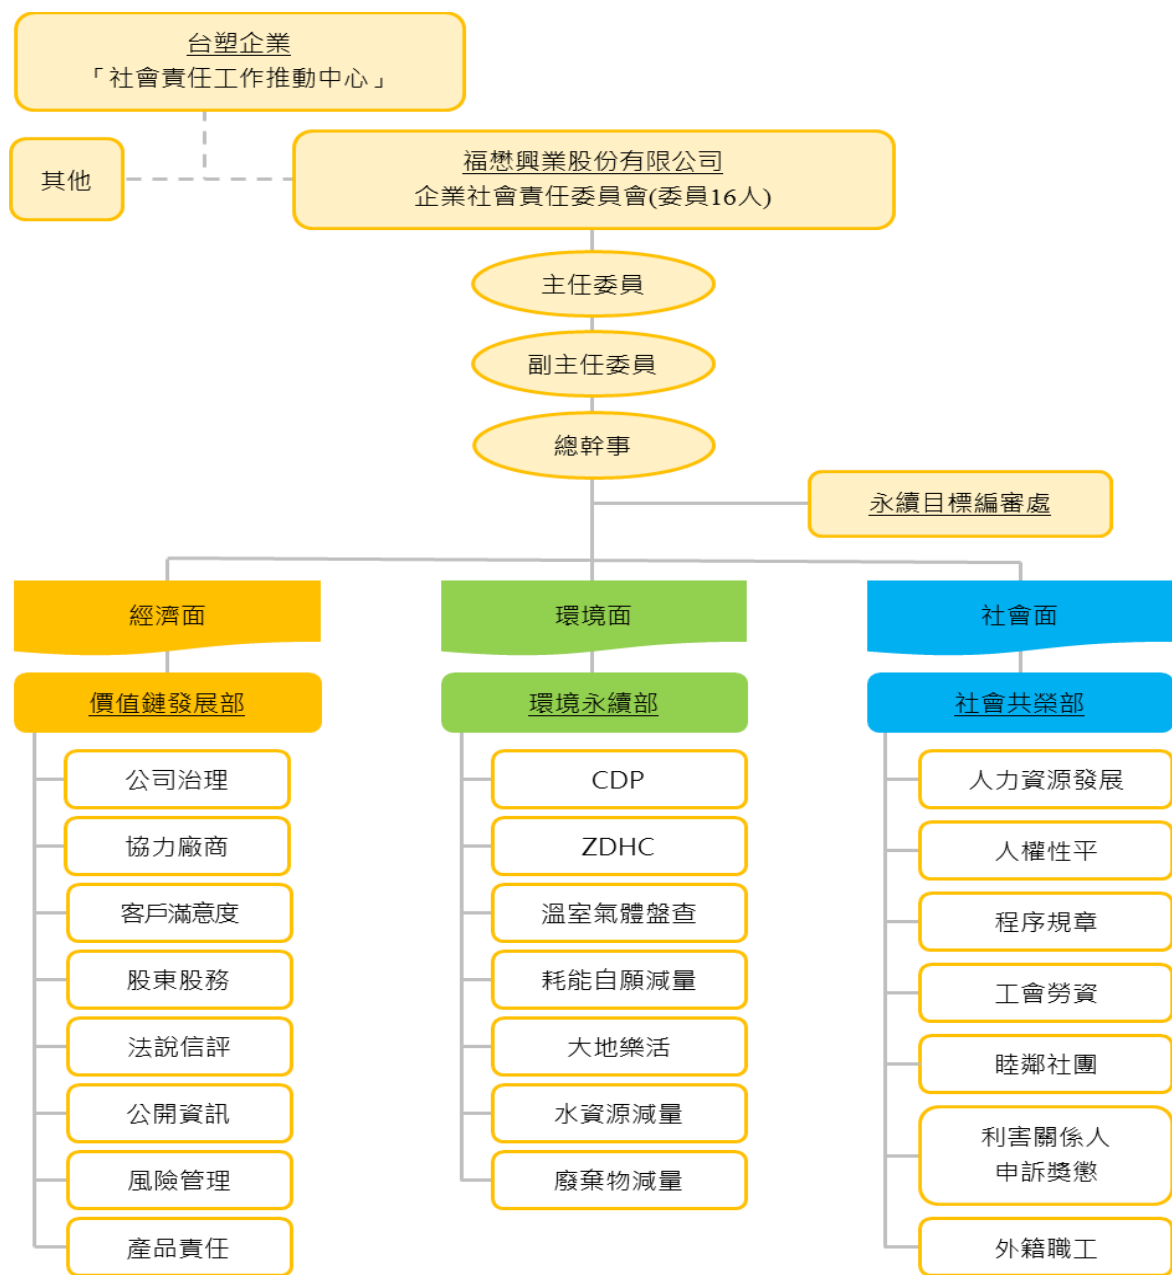 台塑企業
「社會責任工作推動中心」
其他
福懋興業股份有限公司
企業社會責任委員會(委員16人)
主任委員
副主任委員
總幹事
永續目標編審處
經濟面
價值鏈發展部
公司治理
協力廠商
客戶滿意度
股東股務
法說信評
公開資訊
風險管理
產品責任
環境面
環境永續部
CDP
ZDHC
溫室氣體盤查
耗能自願減量
大地樂活
水資源減量
廢棄物減量
社會面
社會共榮部
人力資源發展
人權性平
程序規章
工會勞資
睦鄰社團
利害關係人
申訴獎懲
外籍職工